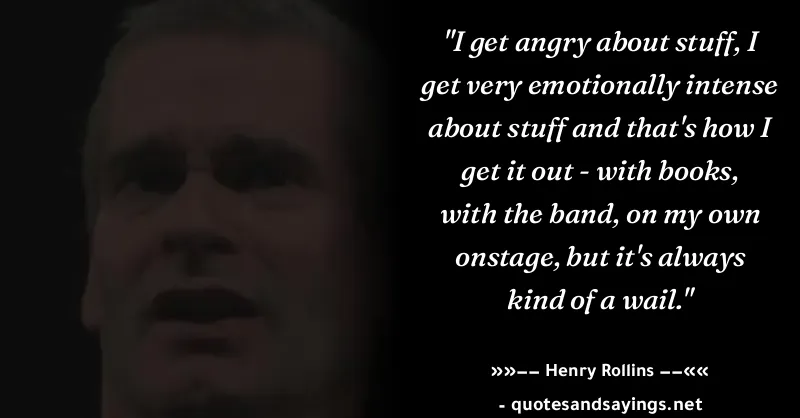 "I get angry about stuff, I
get very emotionally intense
about stuff and that's how I
get it out - with books,
with the band, on my own
onstage, but it's always
kind of a wail."
»»−− Henry Rollins −−««
- quotesandsayings.net